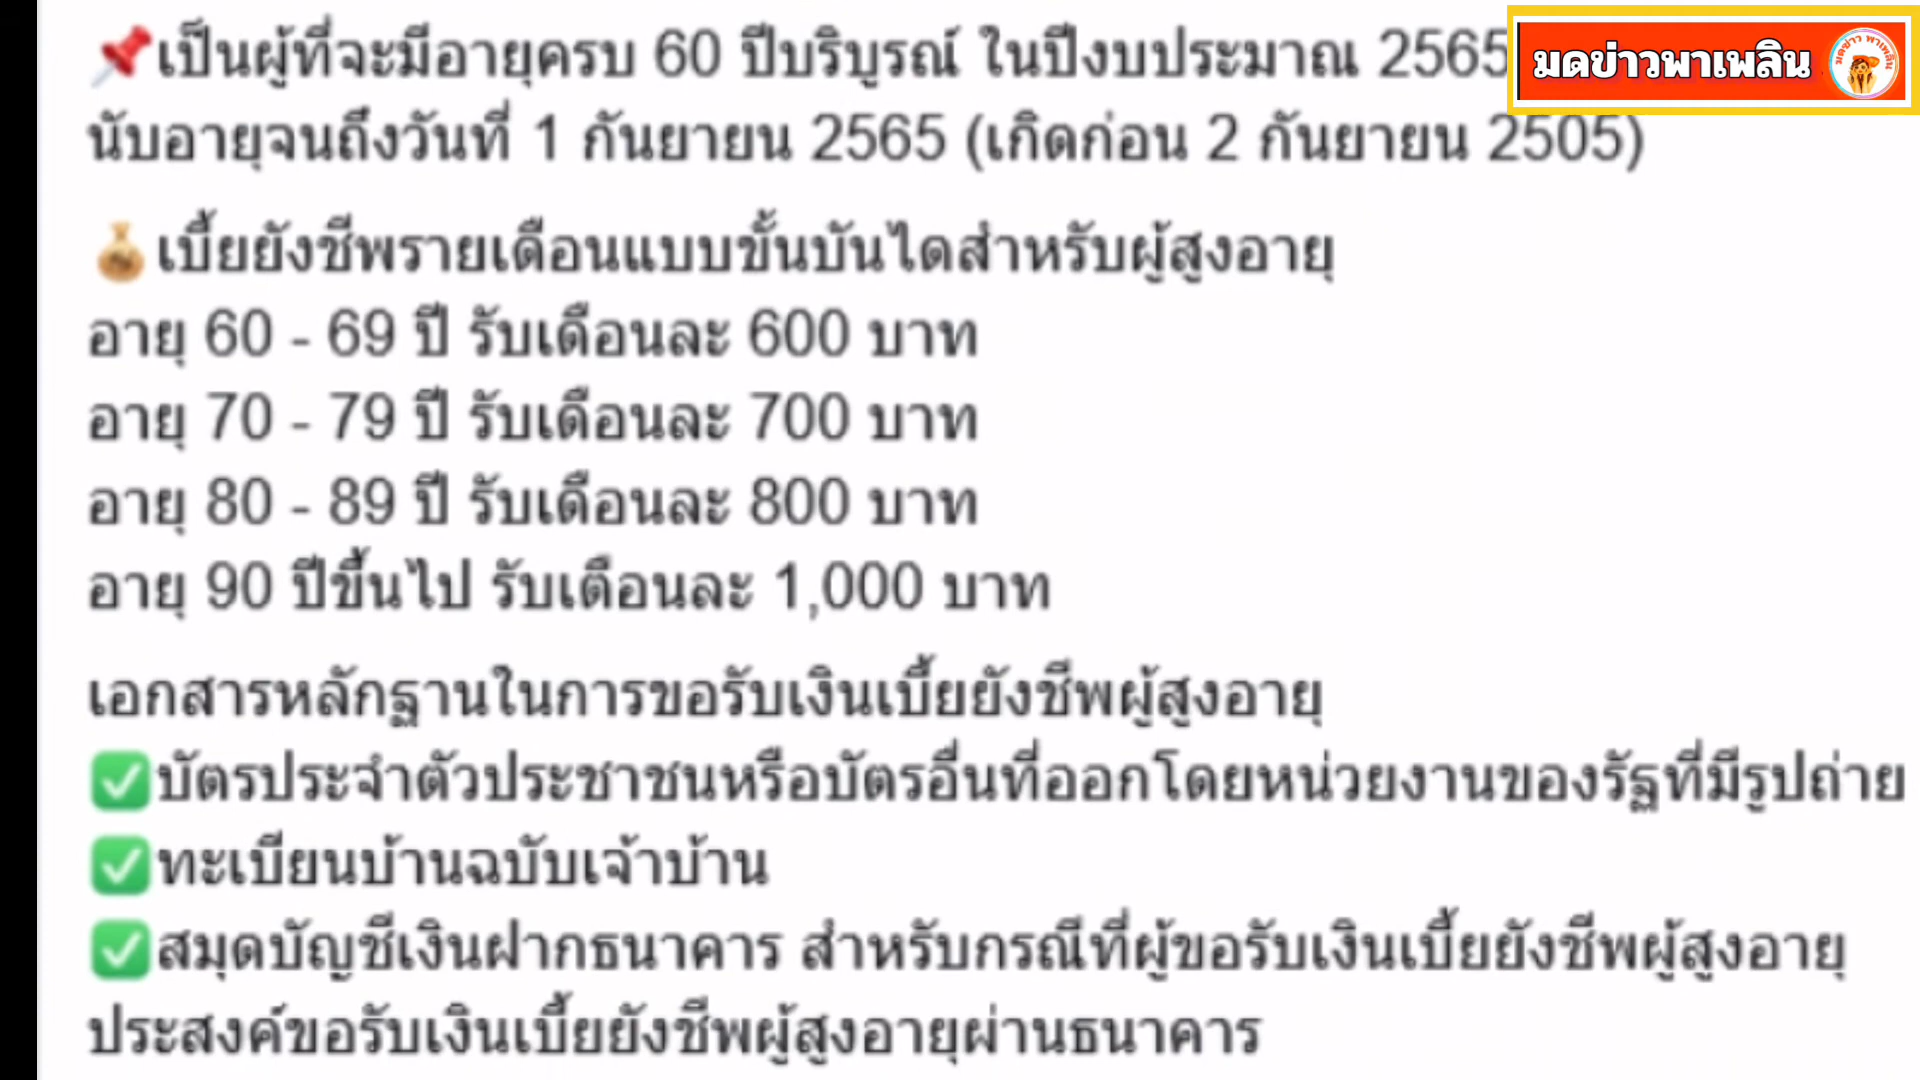 📌เป็นผู้ที่จะมีอายุครบ 60 ปีบริบูรณ์ ในปีงบประมาณ 2565
มดข่าวพาเพลิน
มดข่าว พาเพลิน
นับอายุจนถึงวันที่ 1 กันยายน 2565 (เกิดก่อน 2 กันยายน 2505)
💰เบี้ยยังชีพรายเดือนแบบขั้นบันไดสำหรับผู้สูงอายุ
อายุ 60 - 69 ปี รับเดือนละ 600 บาท
อายุ 70 - 79 ปี รับเดือนละ 700 บาท
อายุ 80 - 89 ปี รับเดือนละ 800 บาท
อายุ 90 ปีขึ้นไป รับเดือนละ 1,000 บาท
เอกสารหลักฐานในการขอรับเงินเบี้ยยังชีพผู้สูงอายุ
✅บัตรประจำตัวประชาชนหรือบัตรอื่นที่ออกโดยหน่วยงานของรัฐที่มีรูปถ่าย
✅ทะเบียนบ้านฉบับเจ้าบ้าน
✅สมุดบัญชีเงินฝากธนาคาร สำหรับกรณีที่ผู้ขอรับเงินเบี้ยยังชีพผู้สูงอายุ
ประสงค์ขอรับเงินเบี้ยยังชีพผู้สูงอายุผ่านธนาคาร